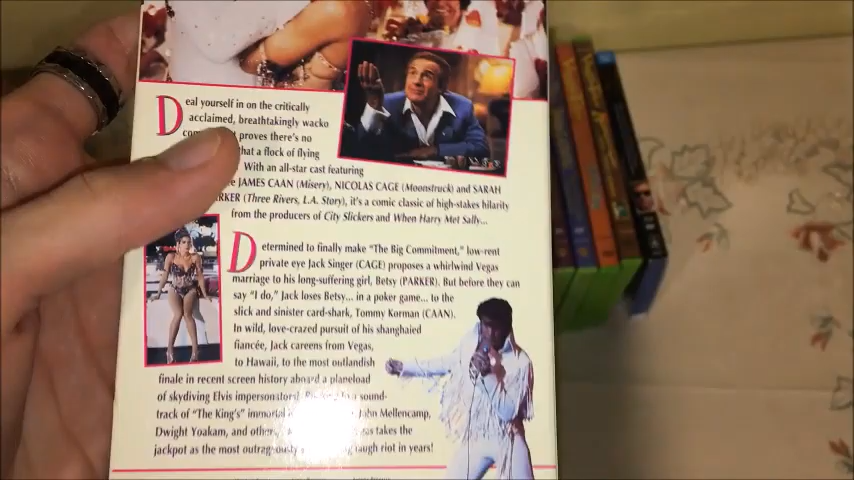 Deal yourself in on the critically
acclaimed, breathtakingly wacko
proves there's no
that a flock of flying
With an all-star cast featuring
JAMES CAAN (Misery), NICOLAS CAGE (Moonstruck) and SARAH
RKER (Three Rivers, L.A. Story), it's a comic classic of high-stakes hilarity
from the producers of City Slickers and When Harry Met Sally...
Determined to finally make "The Big Commitment," low-rent
private eye Jack Singer (CAGE) proposes a whirlwind Vegas
marriage to his long-suffering girl, Betsy (PARKER). But before they can
say "I do," Jack loses Betsy... in a poker game... to the
slick and sinister card-shark, Tommy Korman (CAAN).
In wild, love-crazed pursuit of his shanghaied
fiancée, Jack careens from Vegas,
to Hawaii, to the most outlandish
finale in recent screen history aboard a planeload
of skydiving Elvis impersonators! to a sound-
track of "The King's" immortal John Mellencamp,
Dwight Yoakam, and others, takes the
jackpot as the most outrageously laugh riot in years!